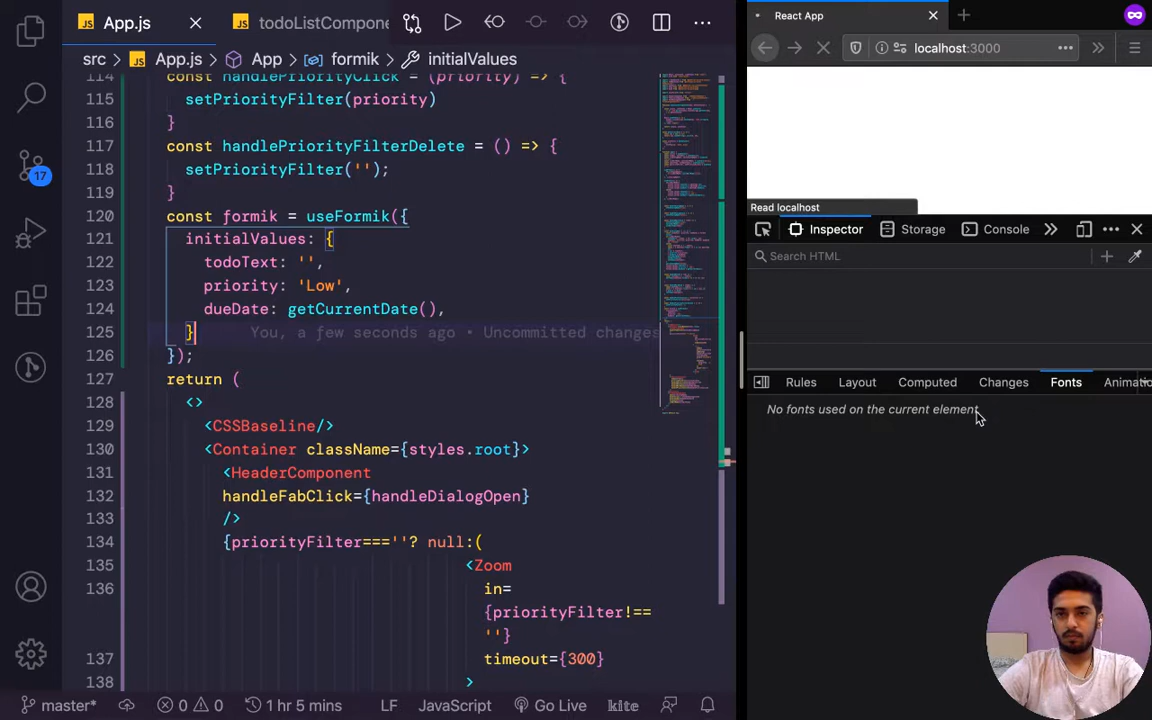 App.js
todoListCompone
src > App.js > App > formik > initialValues
114 const handlePriorityClick = (priority) => {
115 setPriorityFilter(priority)
116 }
117 const handlePriorityFilterDelete = () => {
118 setPriorityFilter('');
119 }
120 const formik = useFormik({
121 initialValues: {
122 todoText: '',
123 priority: 'Low',
124 dueDate: getCurrentDate(),
125 } You, a few seconds ago • Uncommitted changes
126 });
127 return (
128 <>
129 <CSSBaseline/>
130 <Container className={styles.root}>
131 <HeaderComponent
132 handleFabClick={handleDialogOpen}
133 />
134 {priorityFilter===''? null:(
135 <Zoom
136 in=
{priorityFilter!==
''}
137 timeout={300}
138 >
17
master*
0 0
1 hr 5 mins
LF
JavaScript
Go Live
kite
React App
localhost:3000
Read localhost
Inspector
Storage
Console
Search HTML
Rules
Layout
Computed
Changes
Fonts
Animatio
No fonts used on the current element.